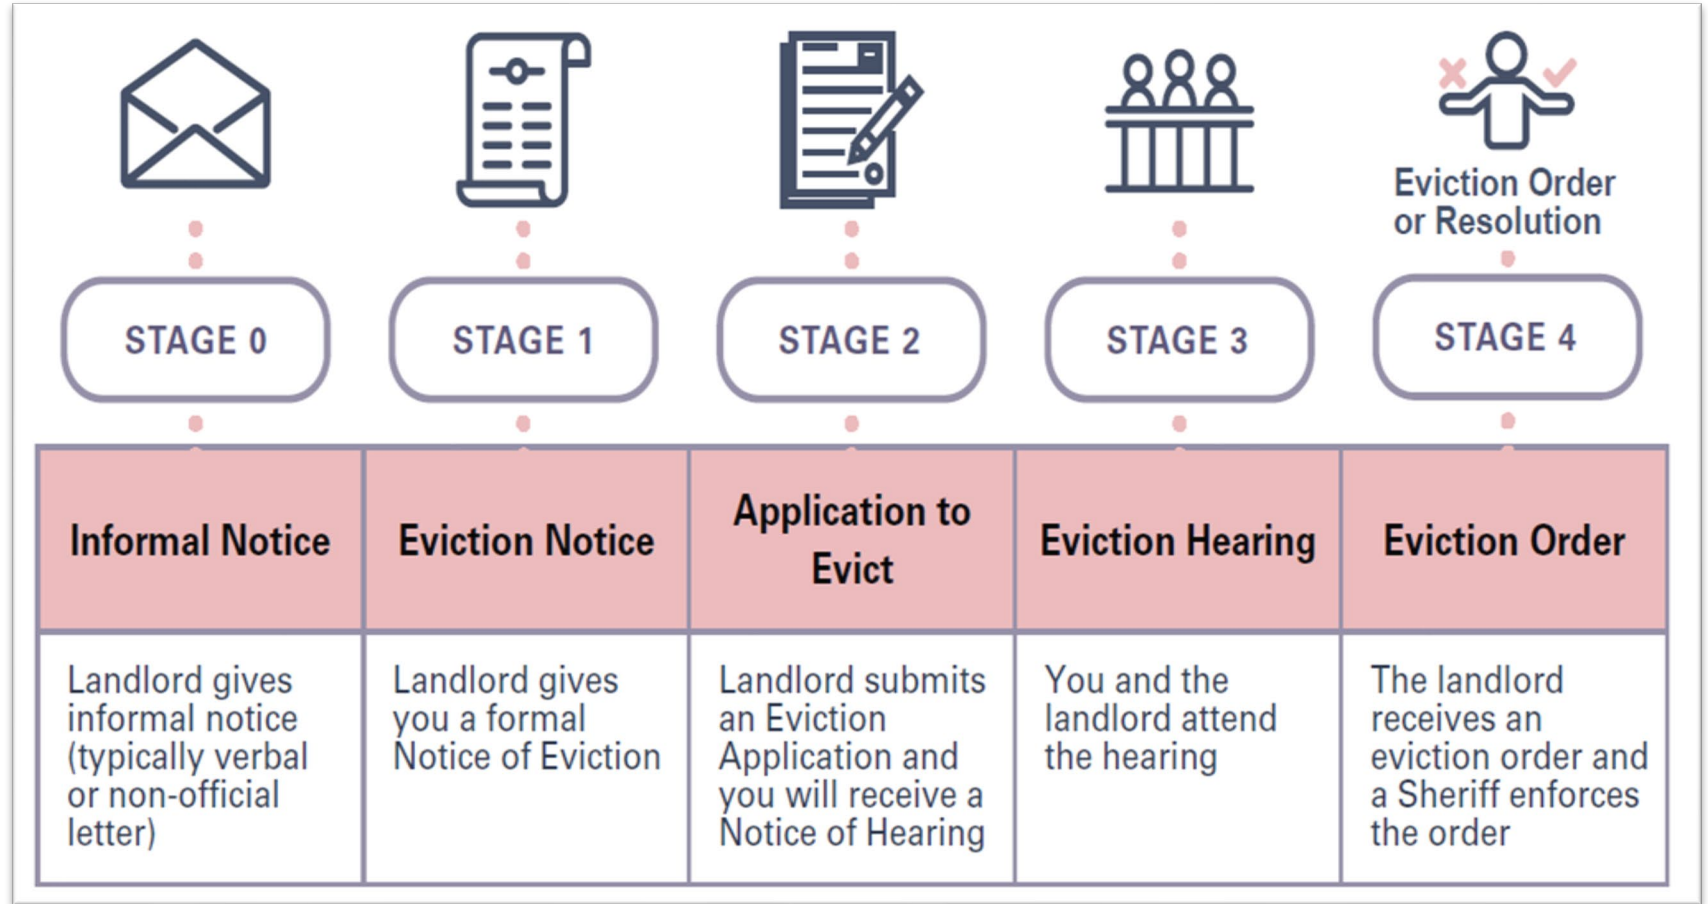 Eviction Order
or Resolution
STAGE 0
STAGE 1
STAGE 2
STAGE 3
STAGE 4
Informal Notice
Eviction Notice
Application to
Evict
Eviction Hearing
Eviction Order
Landlord gives
informal notice
(typically verbal
or non-official
letter)
Landlord gives
you a formal
Notice of Eviction
Landlord submits
an Eviction
Application and
you will receive a
Notice of Hearing
You and the
landlord attend
the hearing
The landlord
receives an
eviction order and
a Sheriff enforces
the order